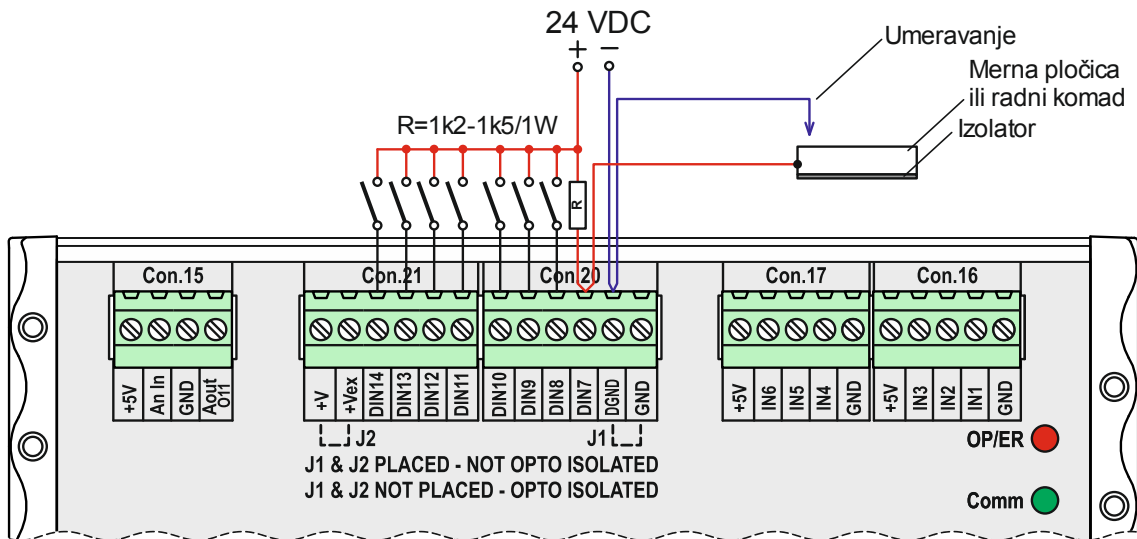 24 VDC
+ –
Umeravanje
Merna pločica
ili radni komad
Izolator
R=1k2-1k5/1W
R
Con.15
Con.21
Con.20
Con.17
Con.16
+5V
An In
GND
Aout
O11
+V
+Vex
DIN14
DIN13
DIN12
DIN11
DIN10
DIN9
DIN8
DIN7
DGND
GND
+5V
IN6
IN5
IN4
GND
+5V
IN3
IN2
IN1
GND
J2
J1
J1 & J2 PLACED - NOT OPTO ISOLATED
J1 & J2 NOT PLACED - OPTO ISOLATED
OP/ER
Comm